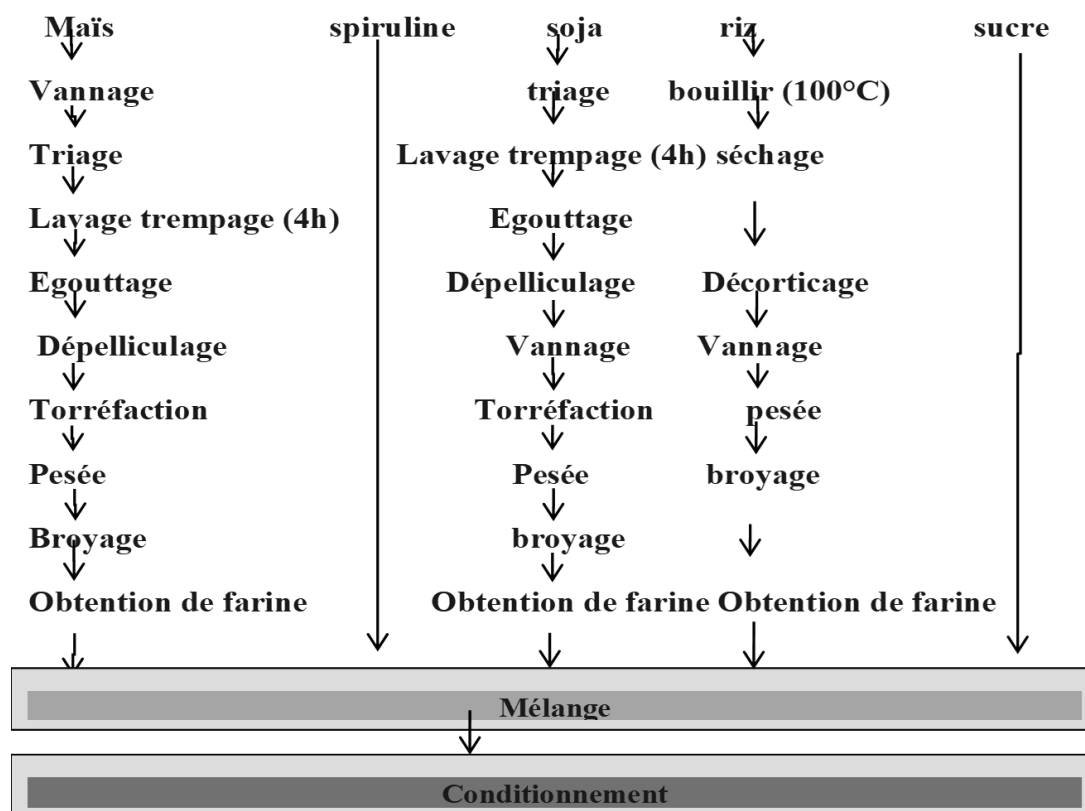 Maïs spiruline soja riz sucre
Vannage triage bouillir (100°C)
Triage Lavage trempage (4h) séchage
Lavage trempage (4h) Egouttage
Egouttage Dépelliculage Décorticage
Dépelliculage Vannage Vannage
Torréfaction Torréfaction pesée
Pesée Pesée broyage
Broyage broyage
Obtention de farine Obtention de farine Obtention de farine
Mélange
Conditionnement